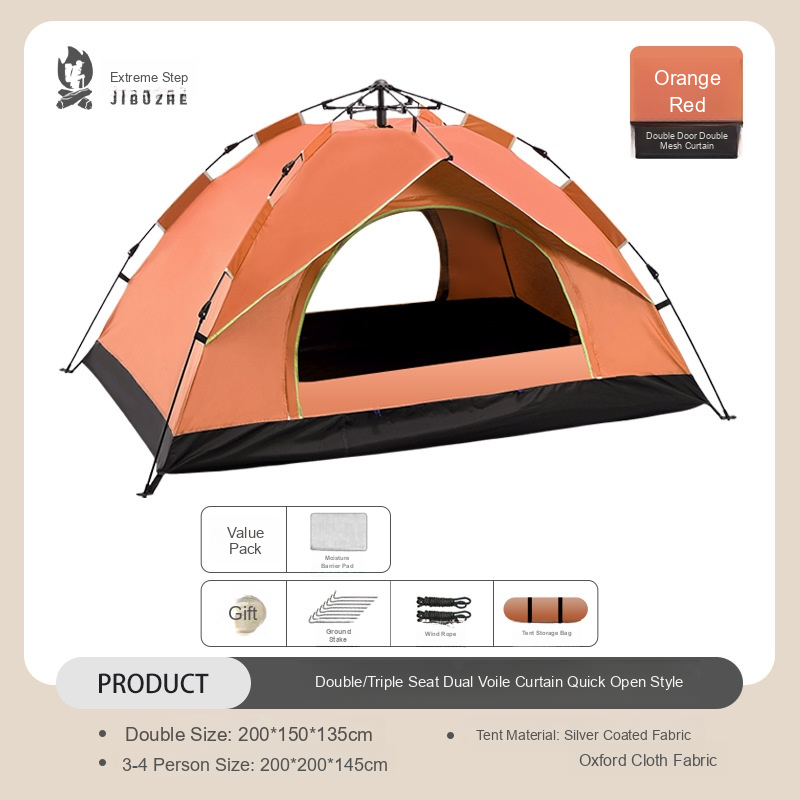 Extreme Step
Orange
Red
Double Door Double
Mesh Curtain
Value
Pack
Moisture
Barrier Pad
Gift
Ground
Stake
Wind Rope
Tent Storage Bag
PRODUCT
Double/Triple Seat Dual Voile Curtain Quick Open Style
• Double Size: 200*150*135cm
• 3-4 Person Size: 200*200*145cm
• Tent Material: Silver Coated Fabric
Oxford Cloth Fabric